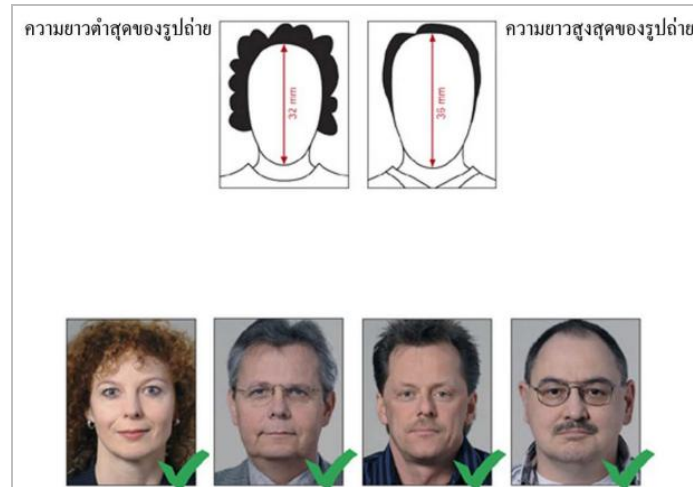 ความยาวต่ำสุดของรูปถ่าย
ความยาวสูงสุดของรูปถ่าย
32 mm
36 mm